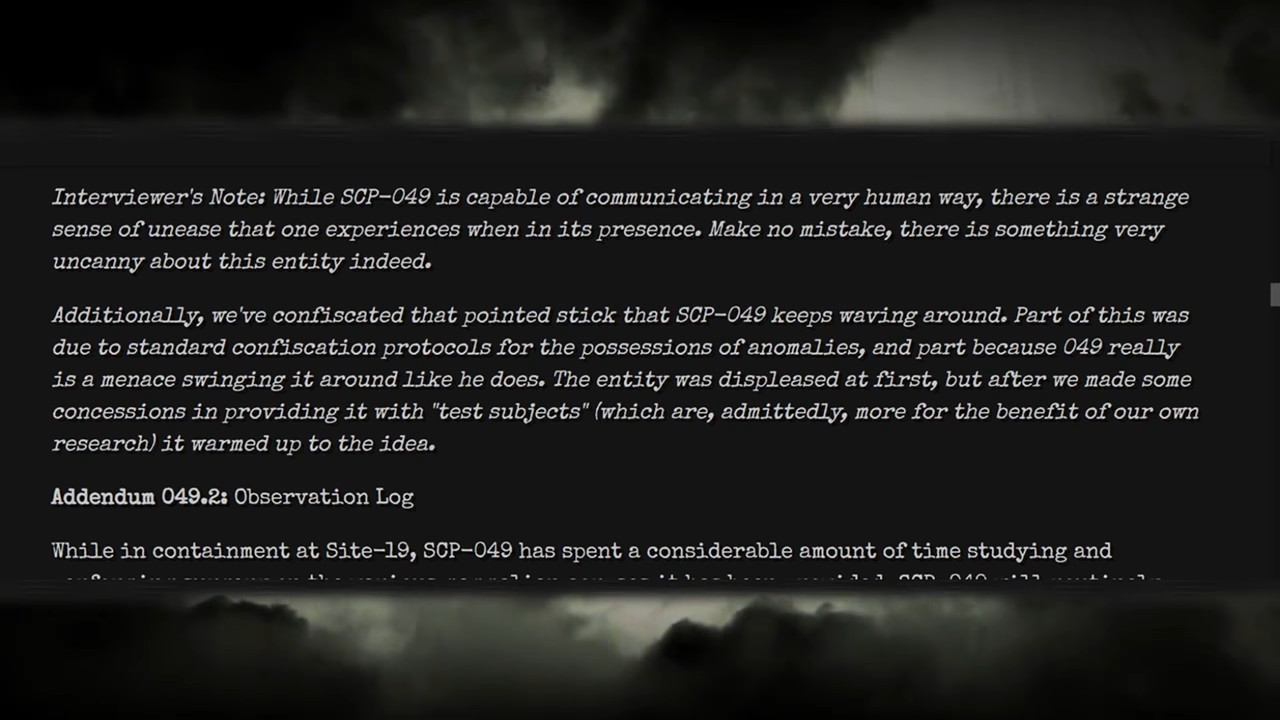 Interviewer's Note: While SCP-049 is capable of communicating in a very human way, there is a strange
sense of unease that one experiences when in its presence. Make no mistake, there is something very
uncanny about this entity indeed.
Additionally, we've confiscated that pointed stick that SCP-049 keeps waving around. Part of this was
due to standard confiscation protocols for the possessions of anomalies, and part because 049 really
is a menace swinging it around like he does. The entity was displeased at first, but after we made some
concessions in providing it with "test subjects" (which are, admittedly, more for the benefit of our own
research) it warmed up to the idea.
Addendum 049.2: Observation Log
While in containment at Site-19, SCP-049 has spent a considerable amount of time studying and